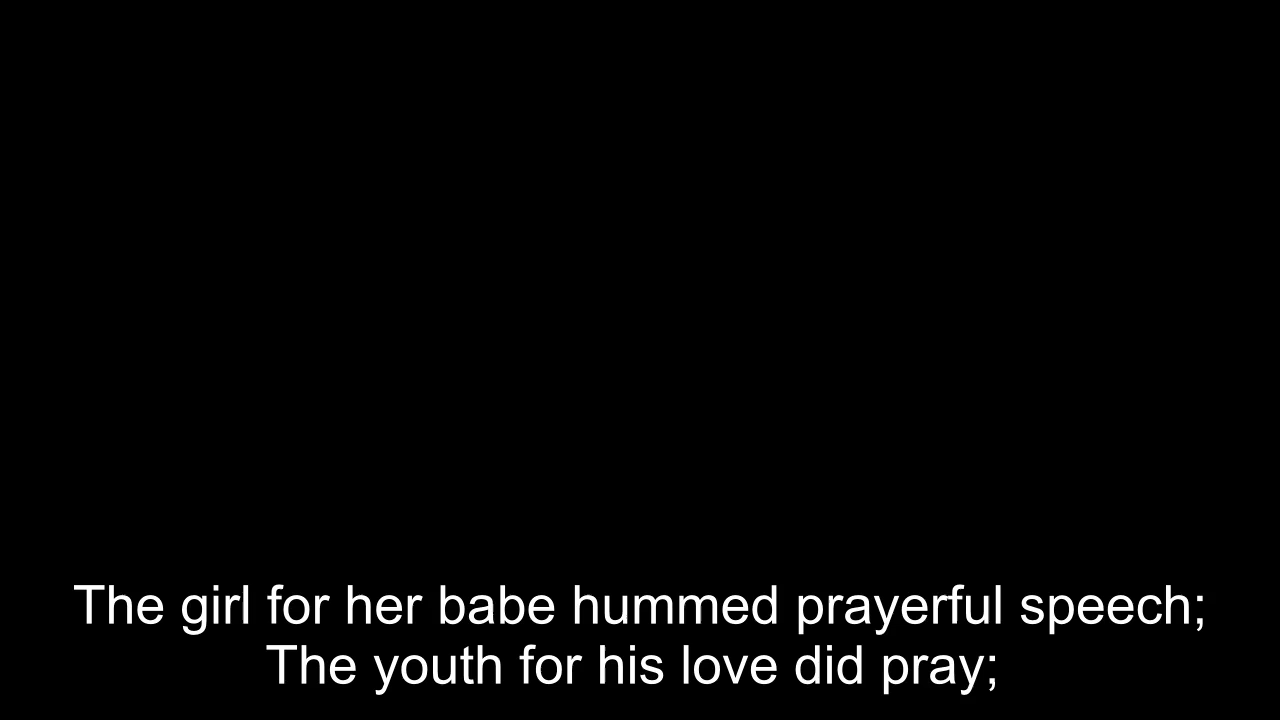 The girl for her babe hummed prayerful speech;
The youth for his love did pray;